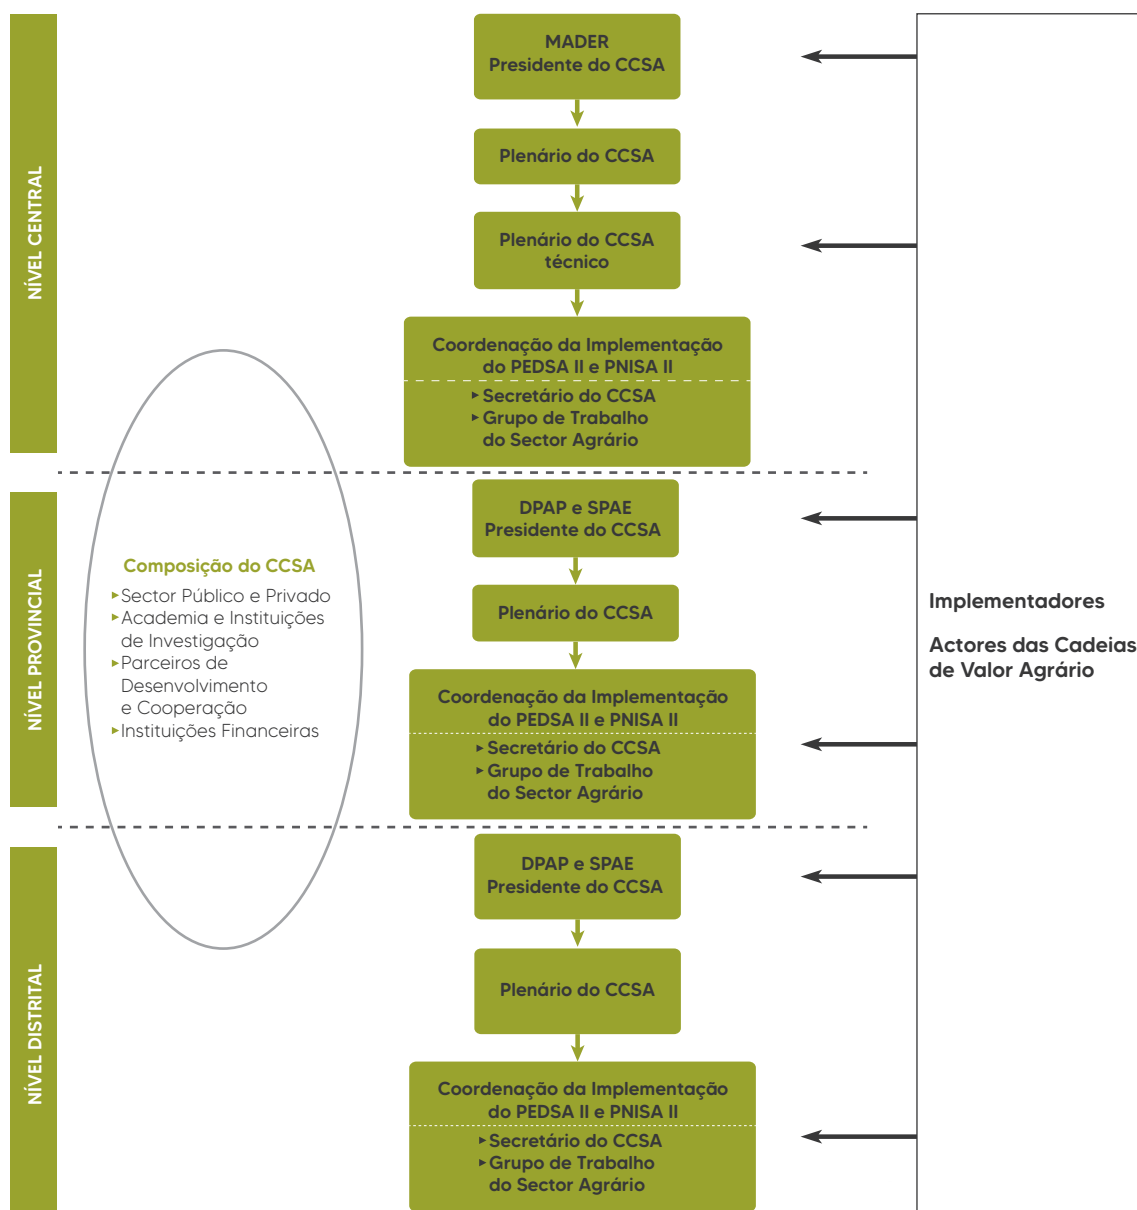 NÍVEL CENTRAL
MADER
Presidente do CCSA
Plenário do CCSA
Plenário do CCSA
técnico
Coordenação da Implementação
do PEDSA II e PNISA II
▸ Secretário do CCSA
▸ Grupo de Trabalho
do Sector Agrário
NÍVEL PROVINCIAL
DPAP e SPAE
Presidente do CCSA
Plenário do CCSA
Coordenação da Implementação
do PEDSA II e PNISA II
▸ Secretário do CCSA
▸ Grupo de Trabalho
do Sector Agrário
Composição do CCSA
▸ Sector Público e Privado
▸ Academia e Instituições
de Investigação
▸ Parceiros de
Desenvolvimento
e Cooperação
▸ Instituições Financeiras
NÍVEL DISTRITAL
DPAP e SPAE
Presidente do CCSA
Plenário do CCSA
Coordenação da Implementação
do PEDSA II e PNISA II
▸ Secretário do CCSA
▸ Grupo de Trabalho
do Sector Agrário
Implementadores
Actores das Cadeias
de Valor Agrário